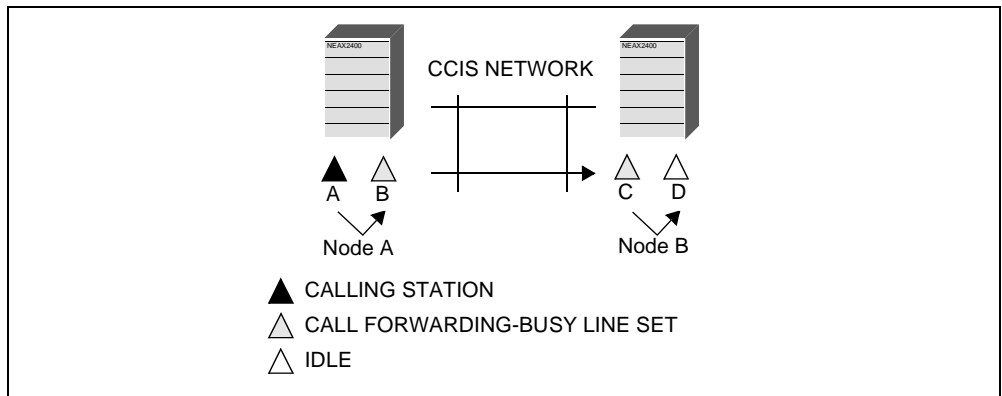 NEAX2400
NEAX2400
CCIS NETWORK
A
B
C
D
Node A
Node B
CALLING STATION
CALL FORWARDING-BUSY LINE SET
IDLE